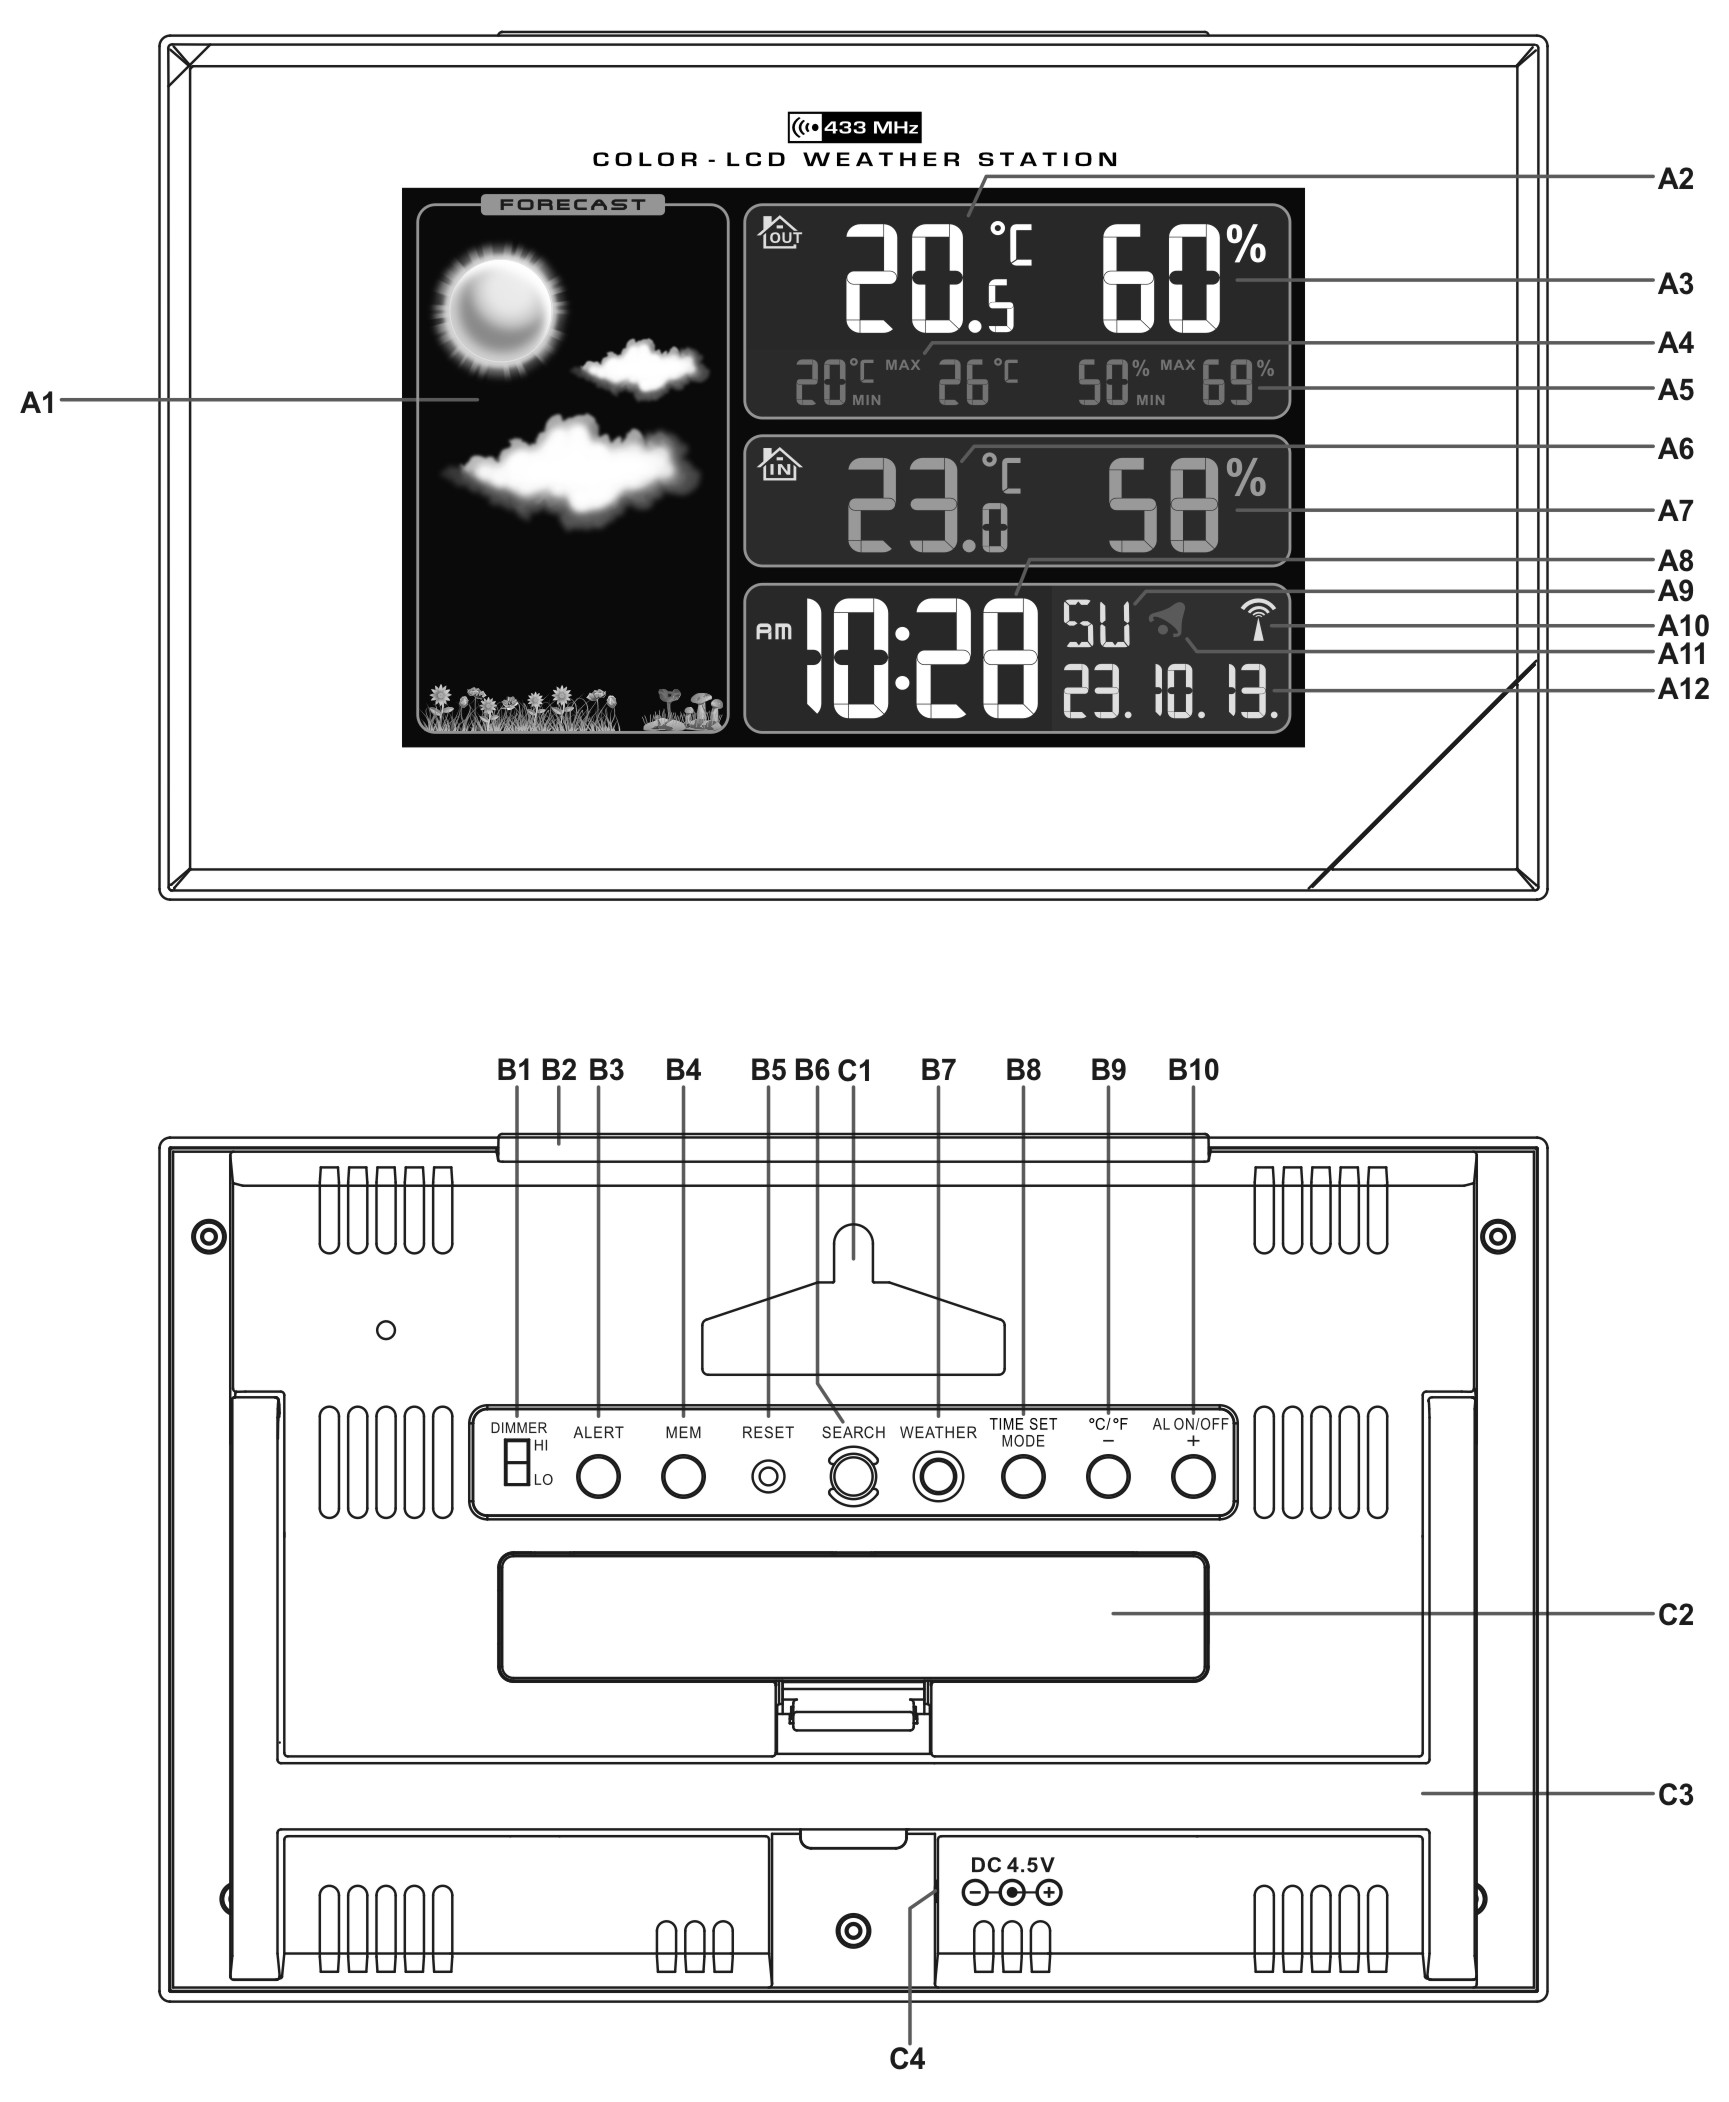 433 MHz
COLOR - LCD WEATHER STATION
A2
FORECAST
OUT 20.5 °C 60%
A3
A4
20°C MAX MIN 26°C 50% MAX MIN 69%
A5
A1
A6
IN 23.0 °C 58%
A7
A8
A9
AM 10:28 SU
A10
A11
23. 10. 13.
A12
B1 B2 B3 B4 B5 B6 C1 B7 B8 B9 B10
DIMMER HI LO
ALERT
MEM
RESET
SEARCH
WEATHER
TIME SET
MODE
°C/°F
–
AL ON/OFF
+
C2
C3
DC 4.5V
– +
C4